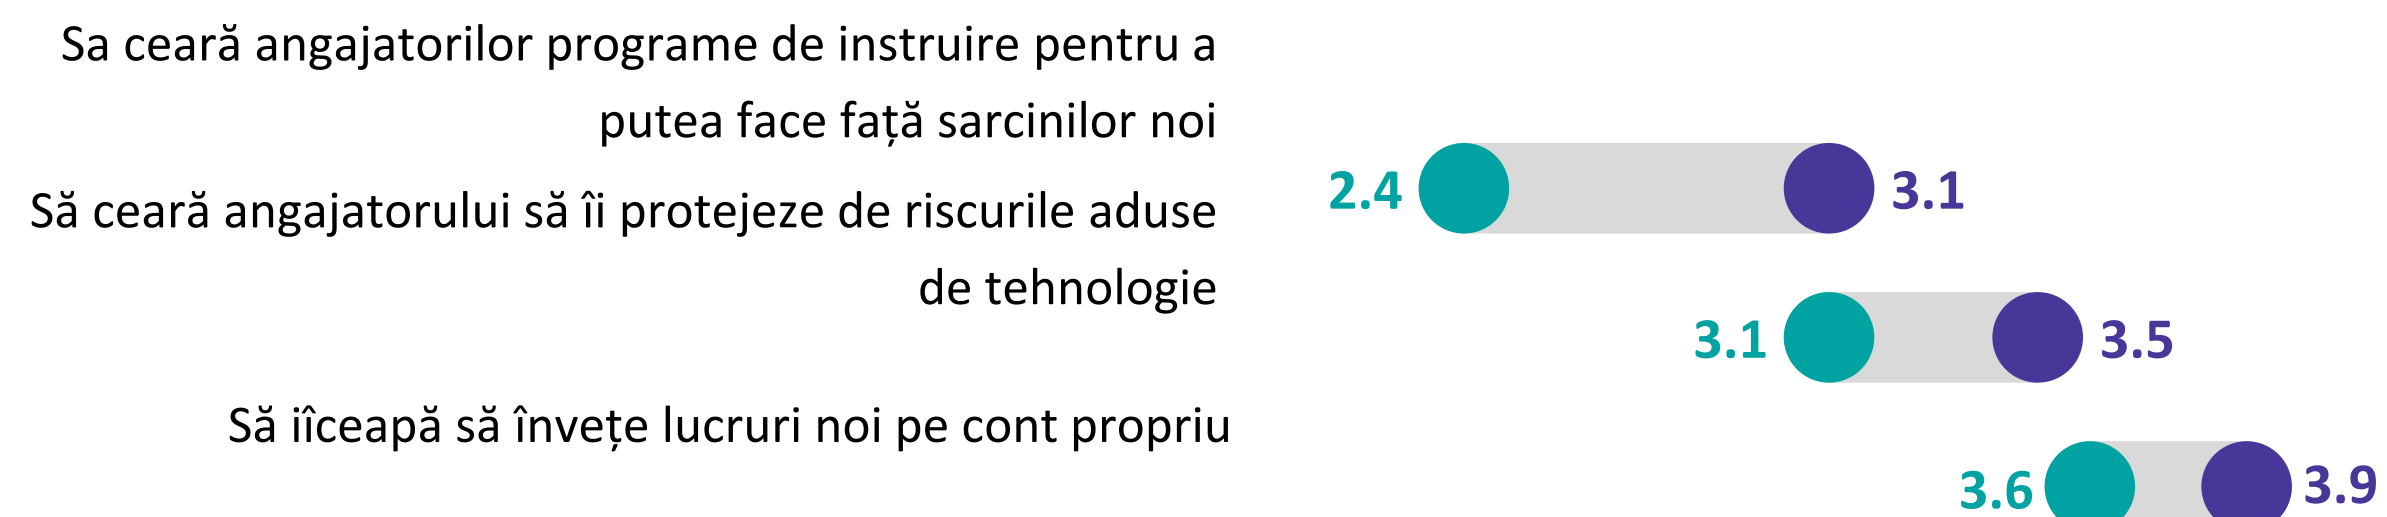 Sa ceară angajatorilor programe de instruire pentru a
putea face față sarcinilor noi
2.4 3.1
Să ceară angajatorului să îi protejeze de riscurile aduse
de tehnologie
3.1 3.5
Să iîceapă să învețe lucruri noi pe cont propriu
3.6 3.9